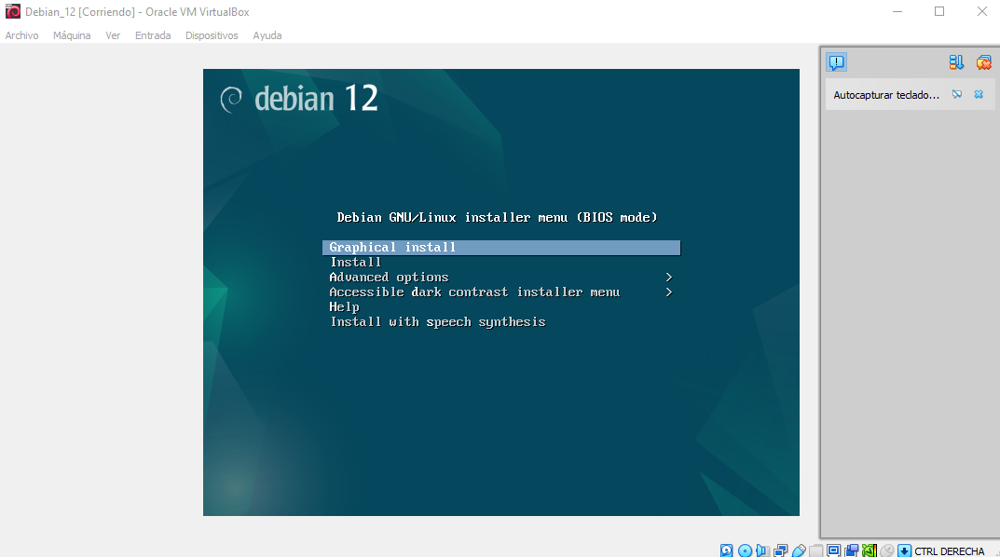 Debian_12 [Corriendo] - Oracle VM VirtualBox
Archivo Máquina Ver Entrada Dispositivos Ayuda
Autocapturar teclado...
debian 12
Debian GNU/Linux installer menu (BIOS mode)
Graphical install
Install
Advanced options >
Accessible dark contrast installer menu >
Help
Install with speech synthesis
CTRL DERECHA